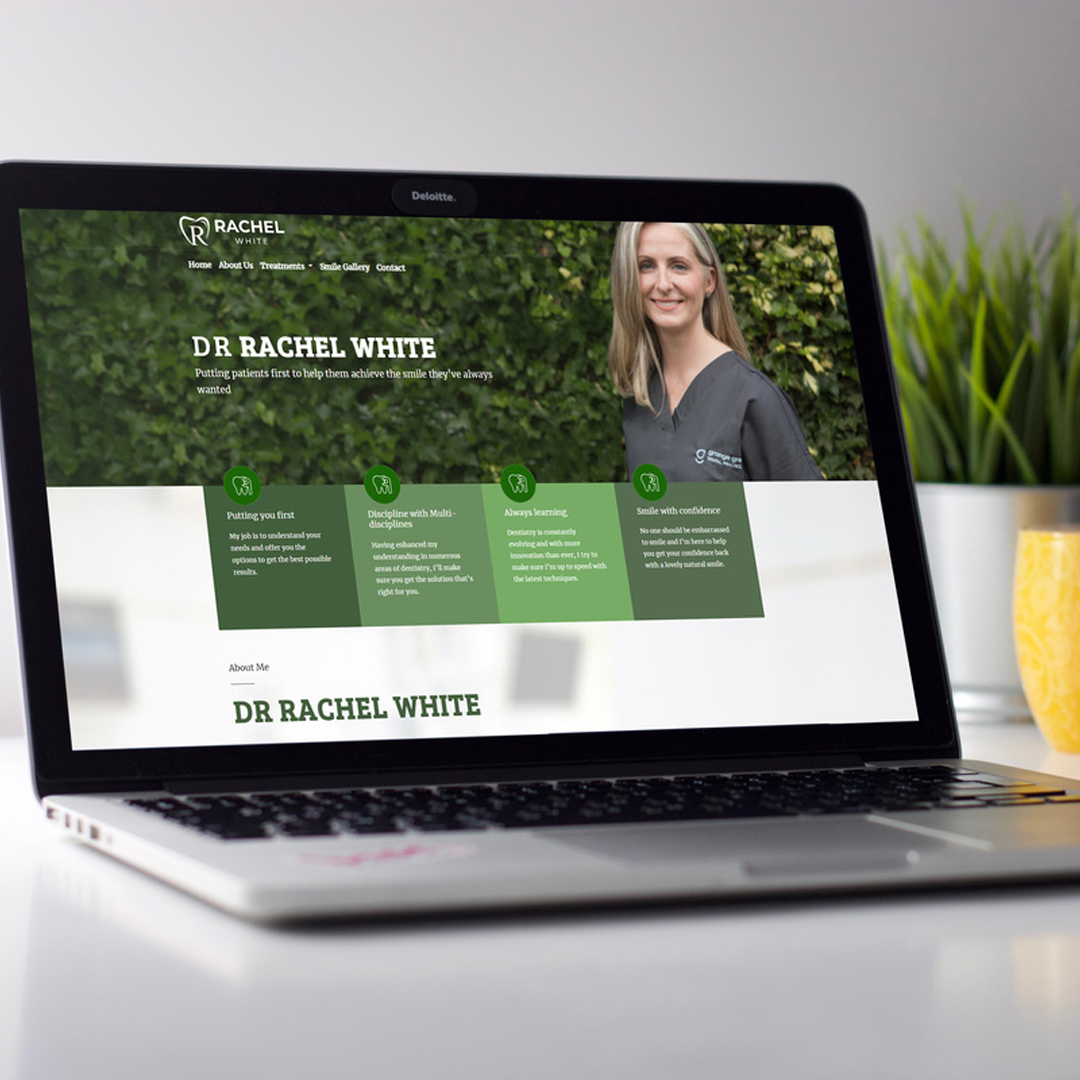 Deloitte.
RACHEL
WHITE
Home About Us Treatments Smile Gallery Contact
DR RACHEL WHITE
Putting patients first to help them achieve the smile they've always
wanted
Putting you first
My job is to understand your
needs and offer you the
options to get the best possible
results.
Discipline with Multi-
disciplines
Having enhanced my
understanding in numerous
areas of dentistry, I'll make
sure you get the solution that's
right for you.
Always learning
Dentistry is constantly
evolving and with more
innovation than ever, I try to
make sure I'm up to speed with
the latest techniques.
Smile with confidence
No one should be embarrassed
to smile and I'm here to help
you get your confidence back
with a lovely natural smile.
About Me
DR RACHEL WHITE